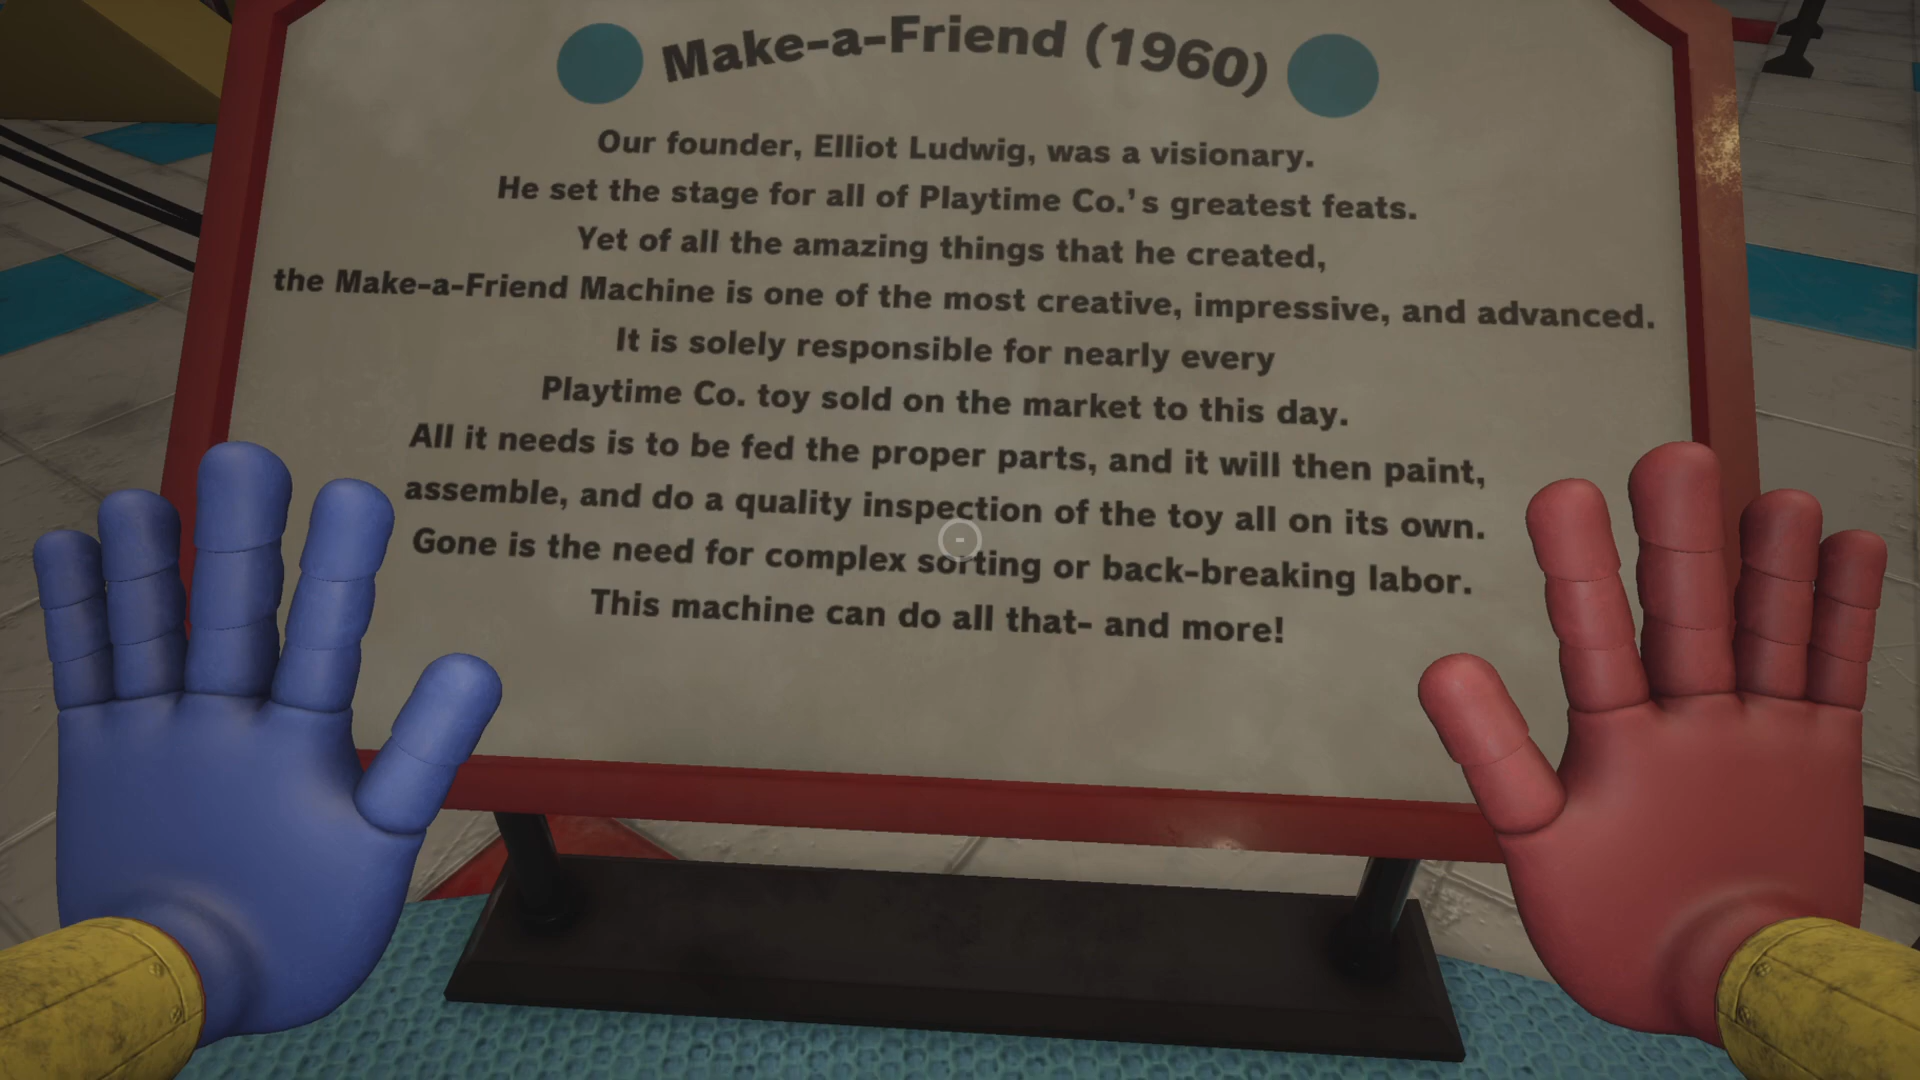 Make-a-Friend (1960)
Our founder, Elliot Ludwig, was a visionary.
He set the stage for all of Playtime Co.'s greatest feats.
Yet of all the amazing things that he created,
the Make-a-Friend Machine is one of the most creative, impressive, and advanced.
It is solely responsible for nearly every
Playtime Co. toy sold on the market to this day.
All it needs is to be fed the proper parts, and it will then paint,
assemble, and do a quality inspection of the toy all on its own.
Gone is the need for complex sorting or back-breaking labor.
This machine can do all that- and more!